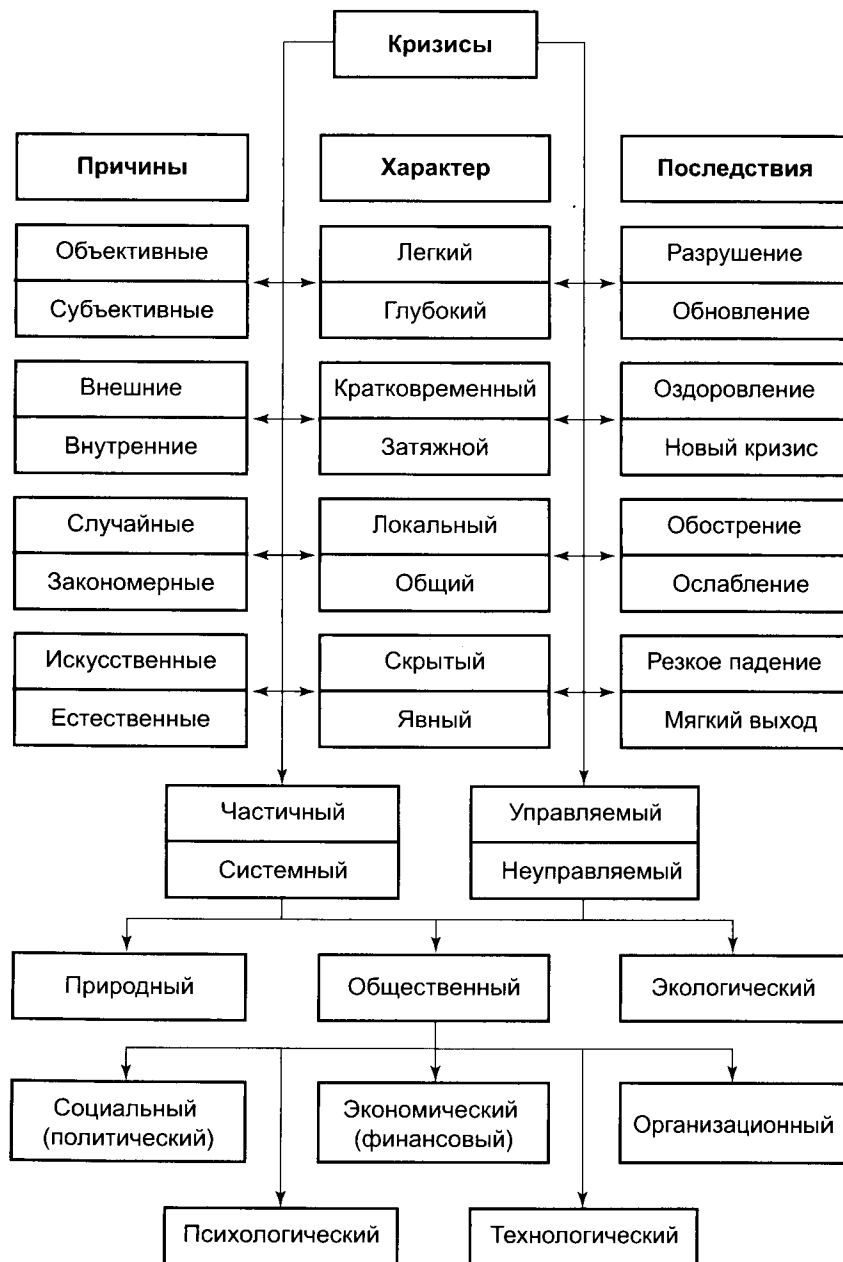 Кризисы
Причины
Характер
Последствия
Объективные
Легкий
Разрушение
Субъективные
Глубокий
Обновление
Внешние
Кратковременный
Оздоровление
Внутренние
Затяжной
Новый кризис
Случайные
Локальный
Обострение
Закономерные
Общий
Ослабление
Искусственные
Скрытый
Резкое падение
Естественные
Явный
Мягкий выход
Частичный
Управляемый
Системный
Неуправляемый
Природный
Общественный
Экологический
Социальный
(политический)
Экономический
(финансовый)
Организационный
Психологический
Технологический